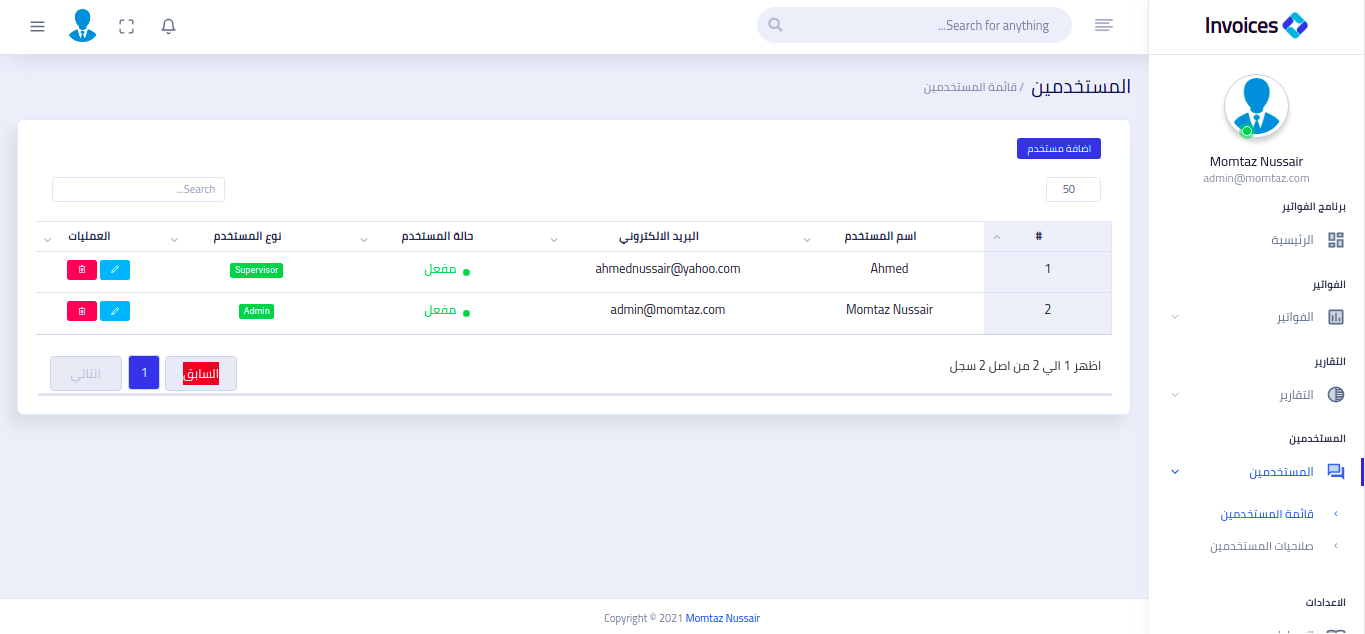 Invoices
Search for anything...
Momtaz Nussair
admin@momtaz.com
برنامج الفواتير
الرئيسية
الفواتير
الفواتير
التقارير
التقارير
المستخدمين
المستخدمين
قائمة المستخدمين
صلاحيات المستخدمين
الاعدادات
المستخدمين / قائمة المستخدمين
اضافة مستخدم
50
Search...
# اسم المستخدم البريد الالكتروني حالة المستخدم نوع المستخدم العمليات
1 Ahmed ahmednussair@yahoo.com مفعل Supervisor
2 Momtaz Nussair admin@momtaz.com مفعل Admin
اظهر 1 الي 2 من اصل 2 سجل
السابق 1 التالي
Copyright © 2021 Momtaz Nussair